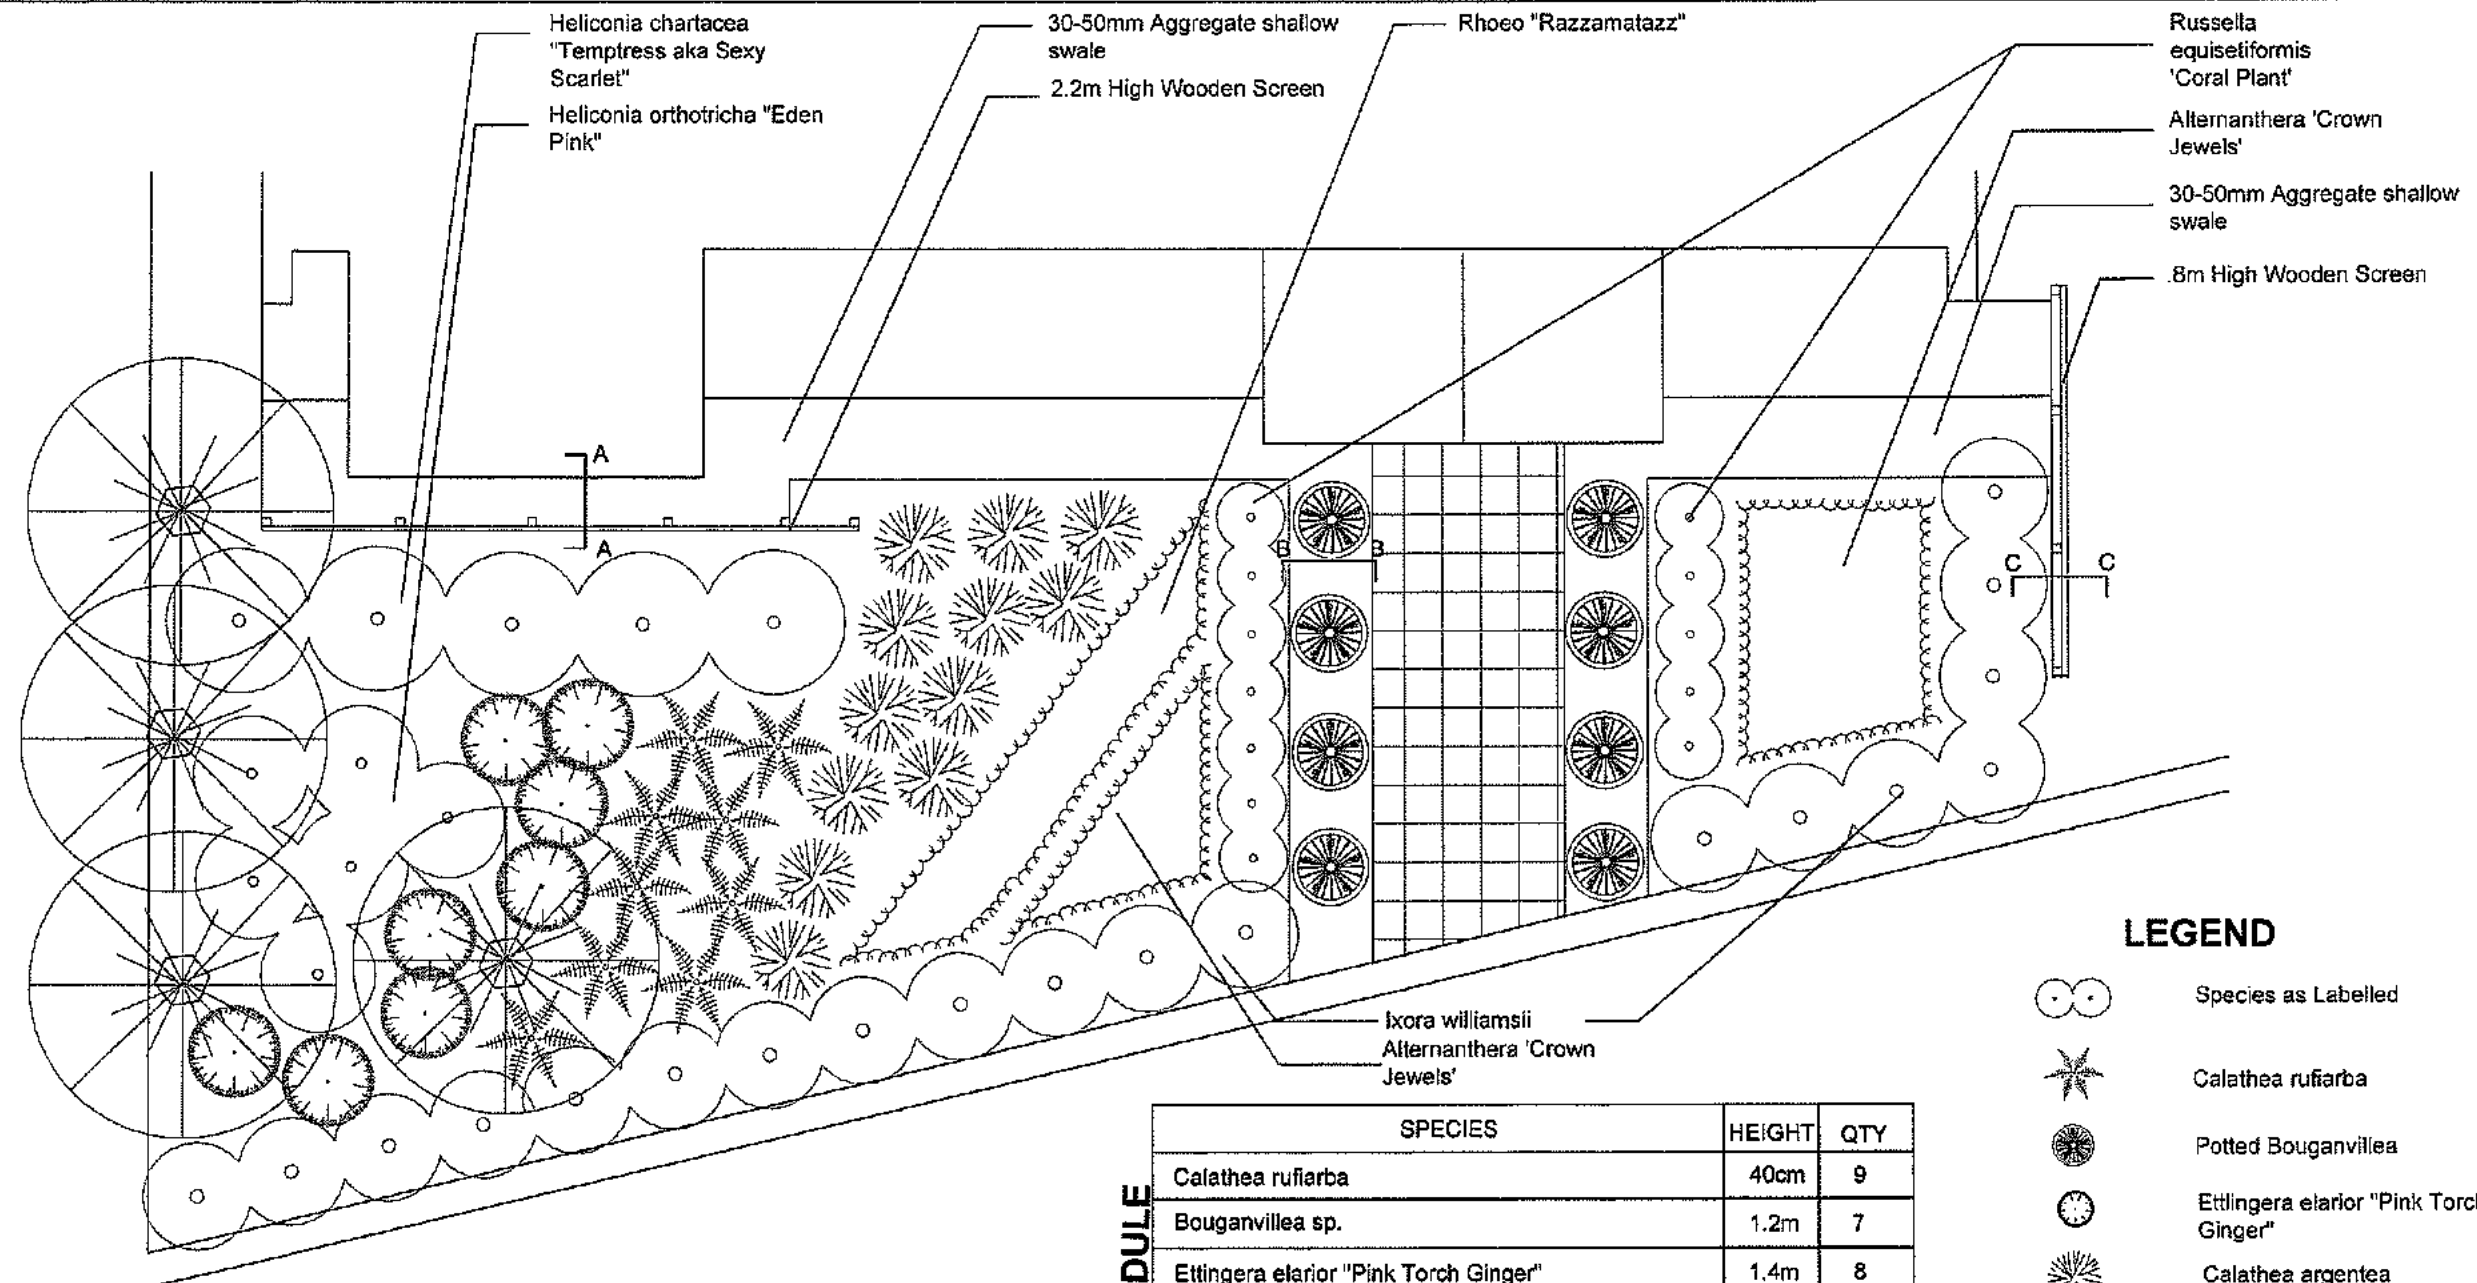 Heliconia chartacea
"Temptress aka Sexy
Scarlet"
Heliconia orthotricha "Eden
Pink"
30-50mm Aggregate shallow
swale
2.2m High Wooden Screen
Rhoeo "Razzamatazz"
Russelia
equisetiformis
'Coral Plant'
Alternanthera 'Crown
Jewels'
30-50mm Aggregate shallow
swale
.8m High Wooden Screen
A
A
B B
C C
Ixora williamsii
Alternanthera 'Crown
Jewels'
LEGEND
Species as Labelled
Calathea rufiarba
Potted Bouganvillea
Ettlingera elarior "Pink Torch
Ginger"
Calathea argentea
DULE
SPECIES HEIGHT QTY
Calathea rufiarba 40cm 9
Bouganvillea sp. 1.2m 7
Ettingera elarior "Pink Torch Ginger" 1.4m 8